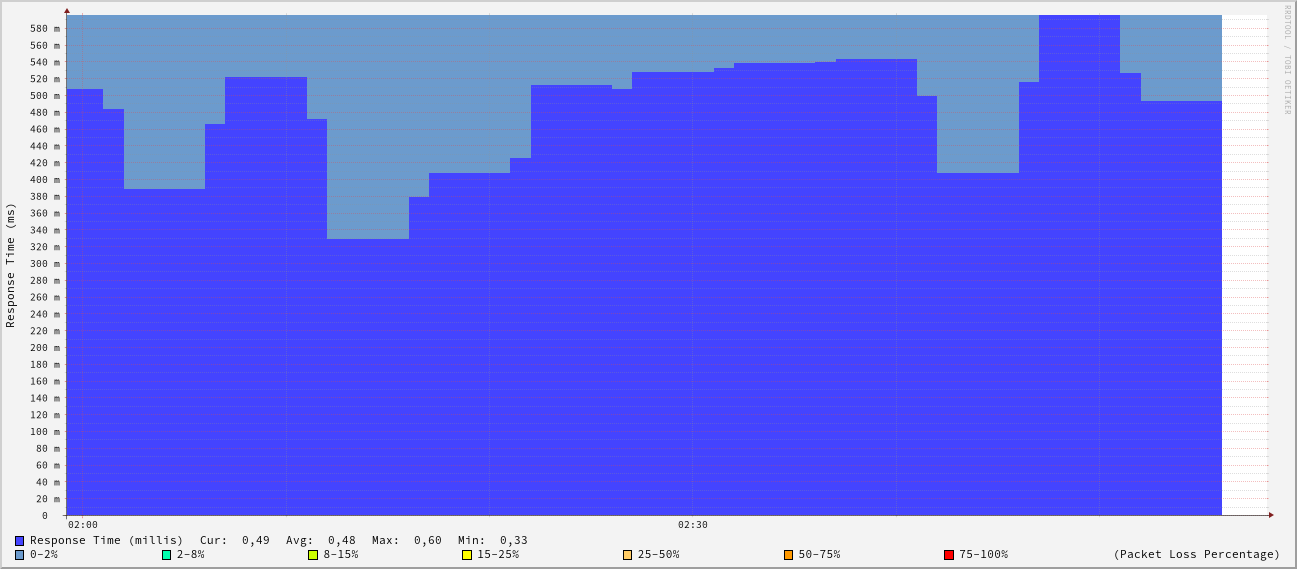 RRDTOOL / TOBI OETIKER
Response Time (ms)
580 m
560 m
540 m
520 m
500 m
480 m
460 m
440 m
420 m
400 m
380 m
360 m
340 m
320 m
300 m
280 m
260 m
240 m
220 m
200 m
180 m
160 m
140 m
120 m
100 m
80 m
60 m
40 m
20 m
0
02:00 02:30
Response Time (millis) Cur: 0,49 Avg: 0,48 Max: 0,60 Min: 0,33
0-2% 2-8% 8-15% 15-25% 25-50% 50-75% 75-100% (Packet Loss Percentage)